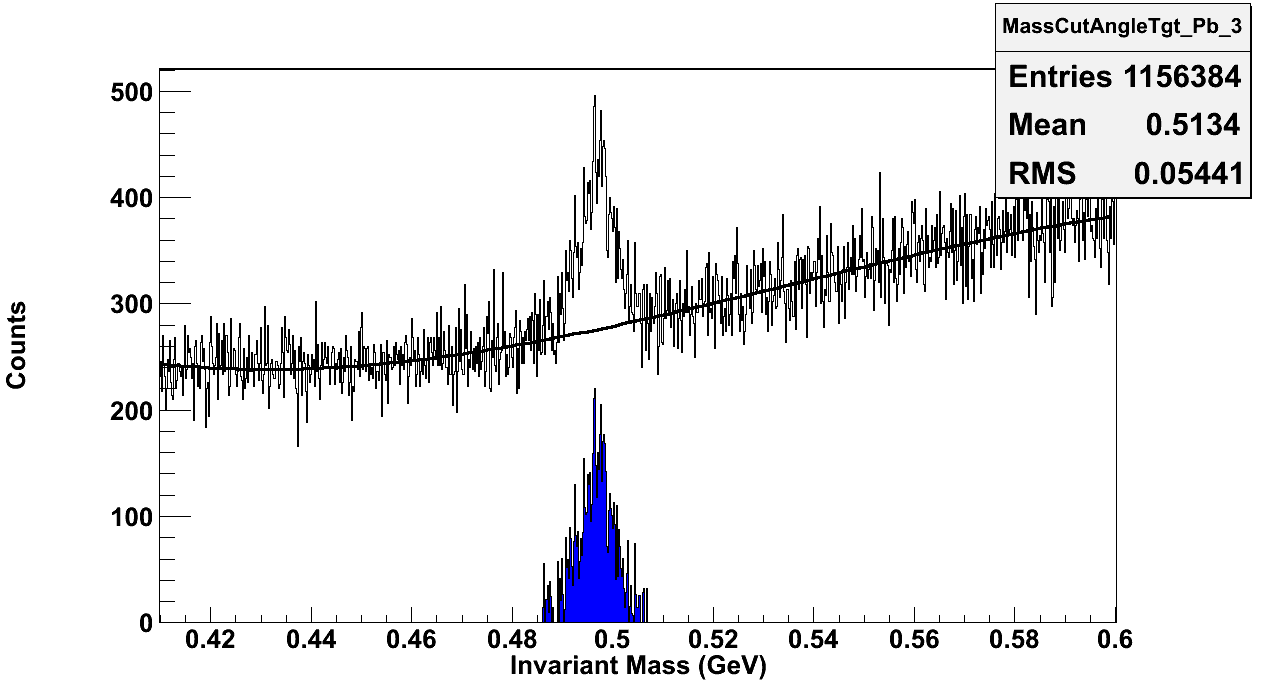 MassCutAngleTgt_Pb_3
Entries 1156384
Mean 0.5134
RMS 0.05441
500
400
300
200
100
0
Counts
0.42 0.44 0.46 0.48 0.5 0.52 0.54 0.56 0.58 0.6
Invariant Mass (GeV)